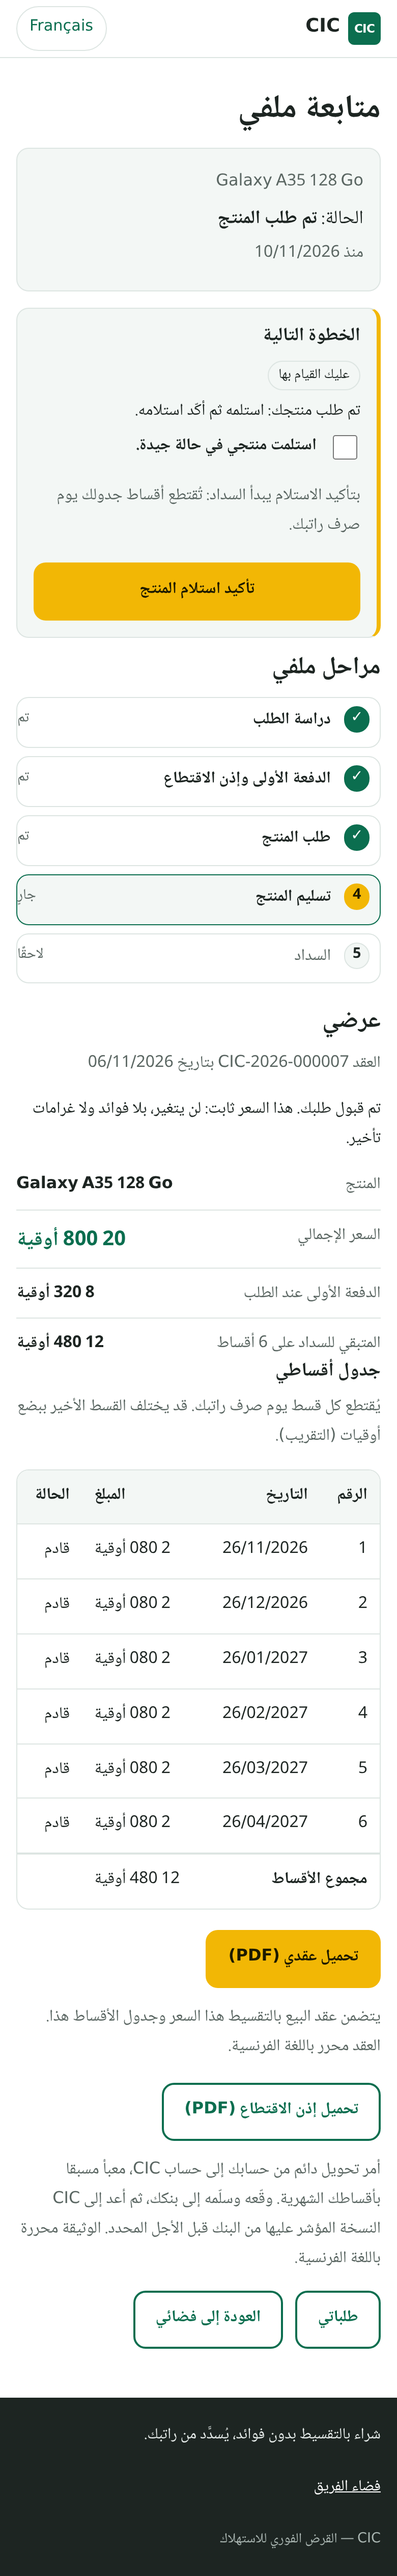 CIC CIC Français
متابعة ملفي
Galaxy A35 128 Go
الحالة: تم طلب المنتج
منذ 10/11/2026
الخطوة التالية
عليك القيام بها
تم طلب منتجك: استلمه ثم أكّد استلامه.
استلمت منتجي في حالة جيدة.
بتأكيد الاستلام يبدأ السداد: تُقتطع أقساط جدولك يوم
صرف راتبك.
تأكيد استلام المنتج
مراحل ملفي
✓ دراسة الطلب تم
✓ الدفعة الأولى وإذن الاقتطاع تم
✓ طلب المنتج تم
4 تسليم المنتج جارٍ
5 السداد لاحقًا
عرضي
العقد CIC-2026-000007 بتاريخ 06/11/2026
تم قبول طلبك. هذا السعر ثابت: لن يتغير، بلا فوائد ولا غرامات
تأخير.
المنتج Galaxy A35 128 Go
السعر الإجمالي 20 800 أوقية
الدفعة الأولى عند الطلب 8 320 أوقية
المتبقي للسداد على 6 أقساط 12 480 أوقية
جدول أقساطي
يُقتطع كل قسط يوم صرف راتبك. قد يختلف القسط الأخير ببضع
أوقيات (التقريب).
الرقم التاريخ المبلغ الحالة
1 26/11/2026 2 080 أوقية قادم
2 26/12/2026 2 080 أوقية قادم
3 26/01/2027 2 080 أوقية قادم
4 26/02/2027 2 080 أوقية قادم
5 26/03/2027 2 080 أوقية قادم
6 26/04/2027 2 080 أوقية قادم
مجموع الأقساط 12 480 أوقية
تحميل عقدي (PDF)
يتضمن عقد البيع بالتقسيط هذا السعر وجدول الأقساط هذا.
العقد محرر باللغة الفرنسية.
تحميل إذن الاقتطاع (PDF)
أمر تحويل دائم من حسابك إلى حساب CIC، معبأ مسبقا
بأقساطك الشهرية. وقّعه وسلّمه إلى بنكك، ثم أعد إلى CIC
النسخة المؤشر عليها من البنك قبل الأجل المحدد. الوثيقة محررة
باللغة الفرنسية.
طلباتي العودة إلى فضائي
شراء بالتقسيط بدون فوائد، يُسدَّد من راتبك.
فضاء الفريق
CIC — القرض الفوري للاستهلاك